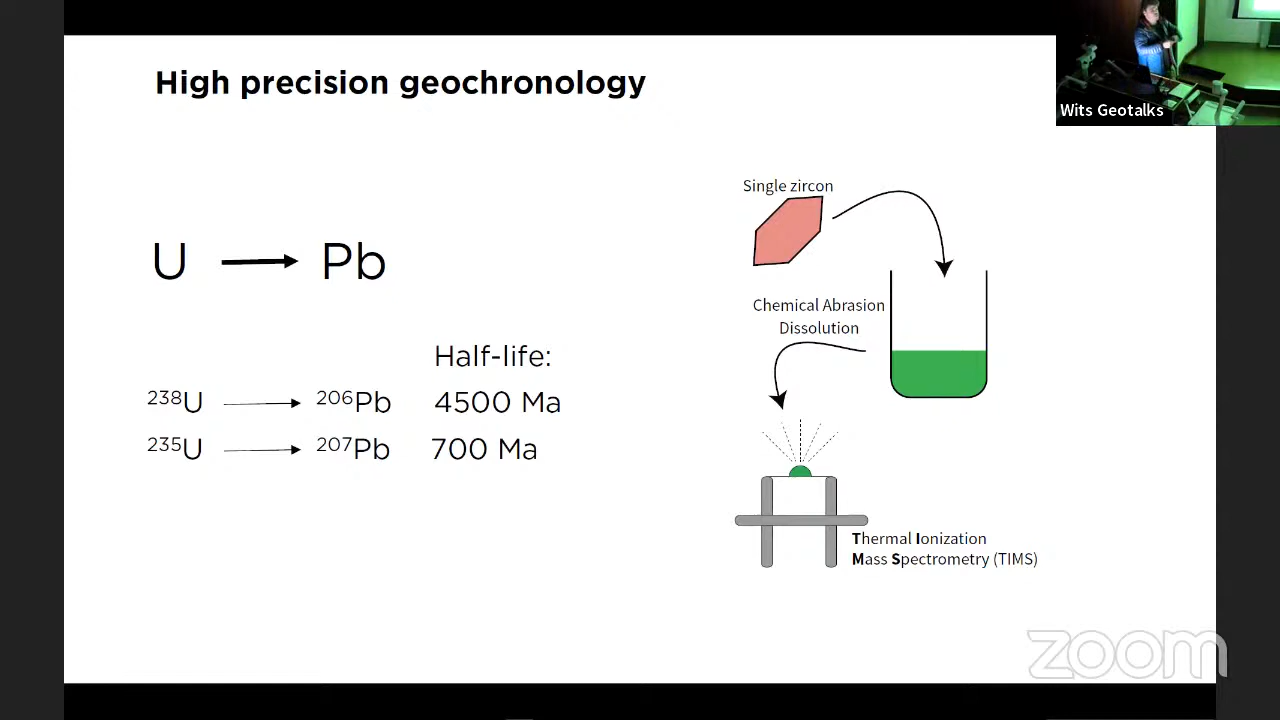 High precision geochronology
Wits Geotalks
U → Pb
Half-life:
²³⁸U → ²⁰⁶Pb 4500 Ma
²³⁵U → ²⁰⁷Pb 700 Ma
Single zircon
Chemical Abrasion
Dissolution
Thermal Ionization
Mass Spectrometry (TIMS)
zoom